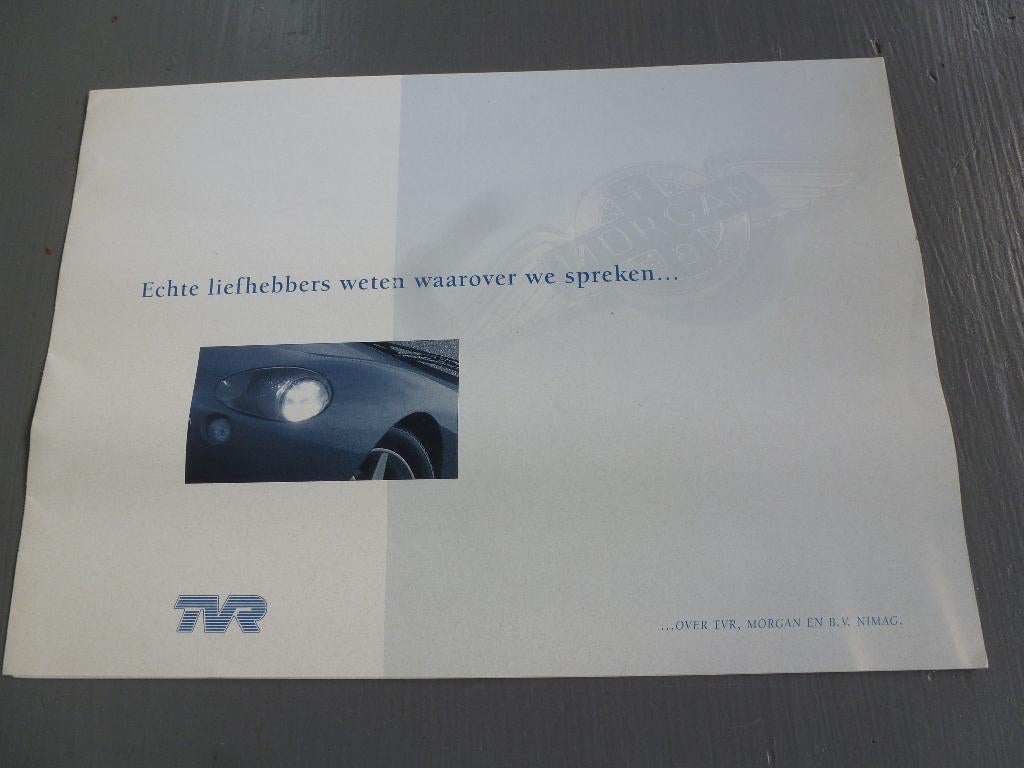 MORGAN
Echte liefhebbers weten waarover we spreken...
TVR
...OVER TVR, MORGAN EN B.V. NIMAG.